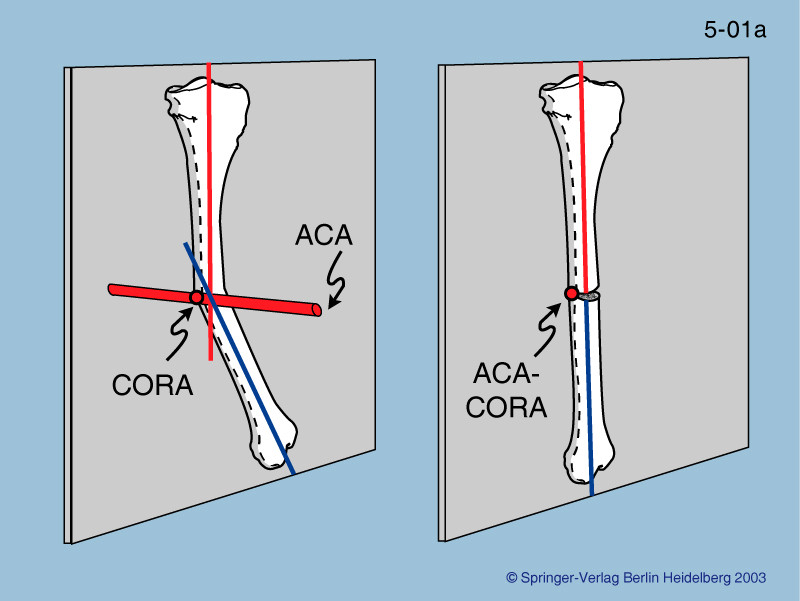 5-01a
ACA
CORA
ACA-
CORA
© Springer-Verlag Berlin Heidelberg 2003